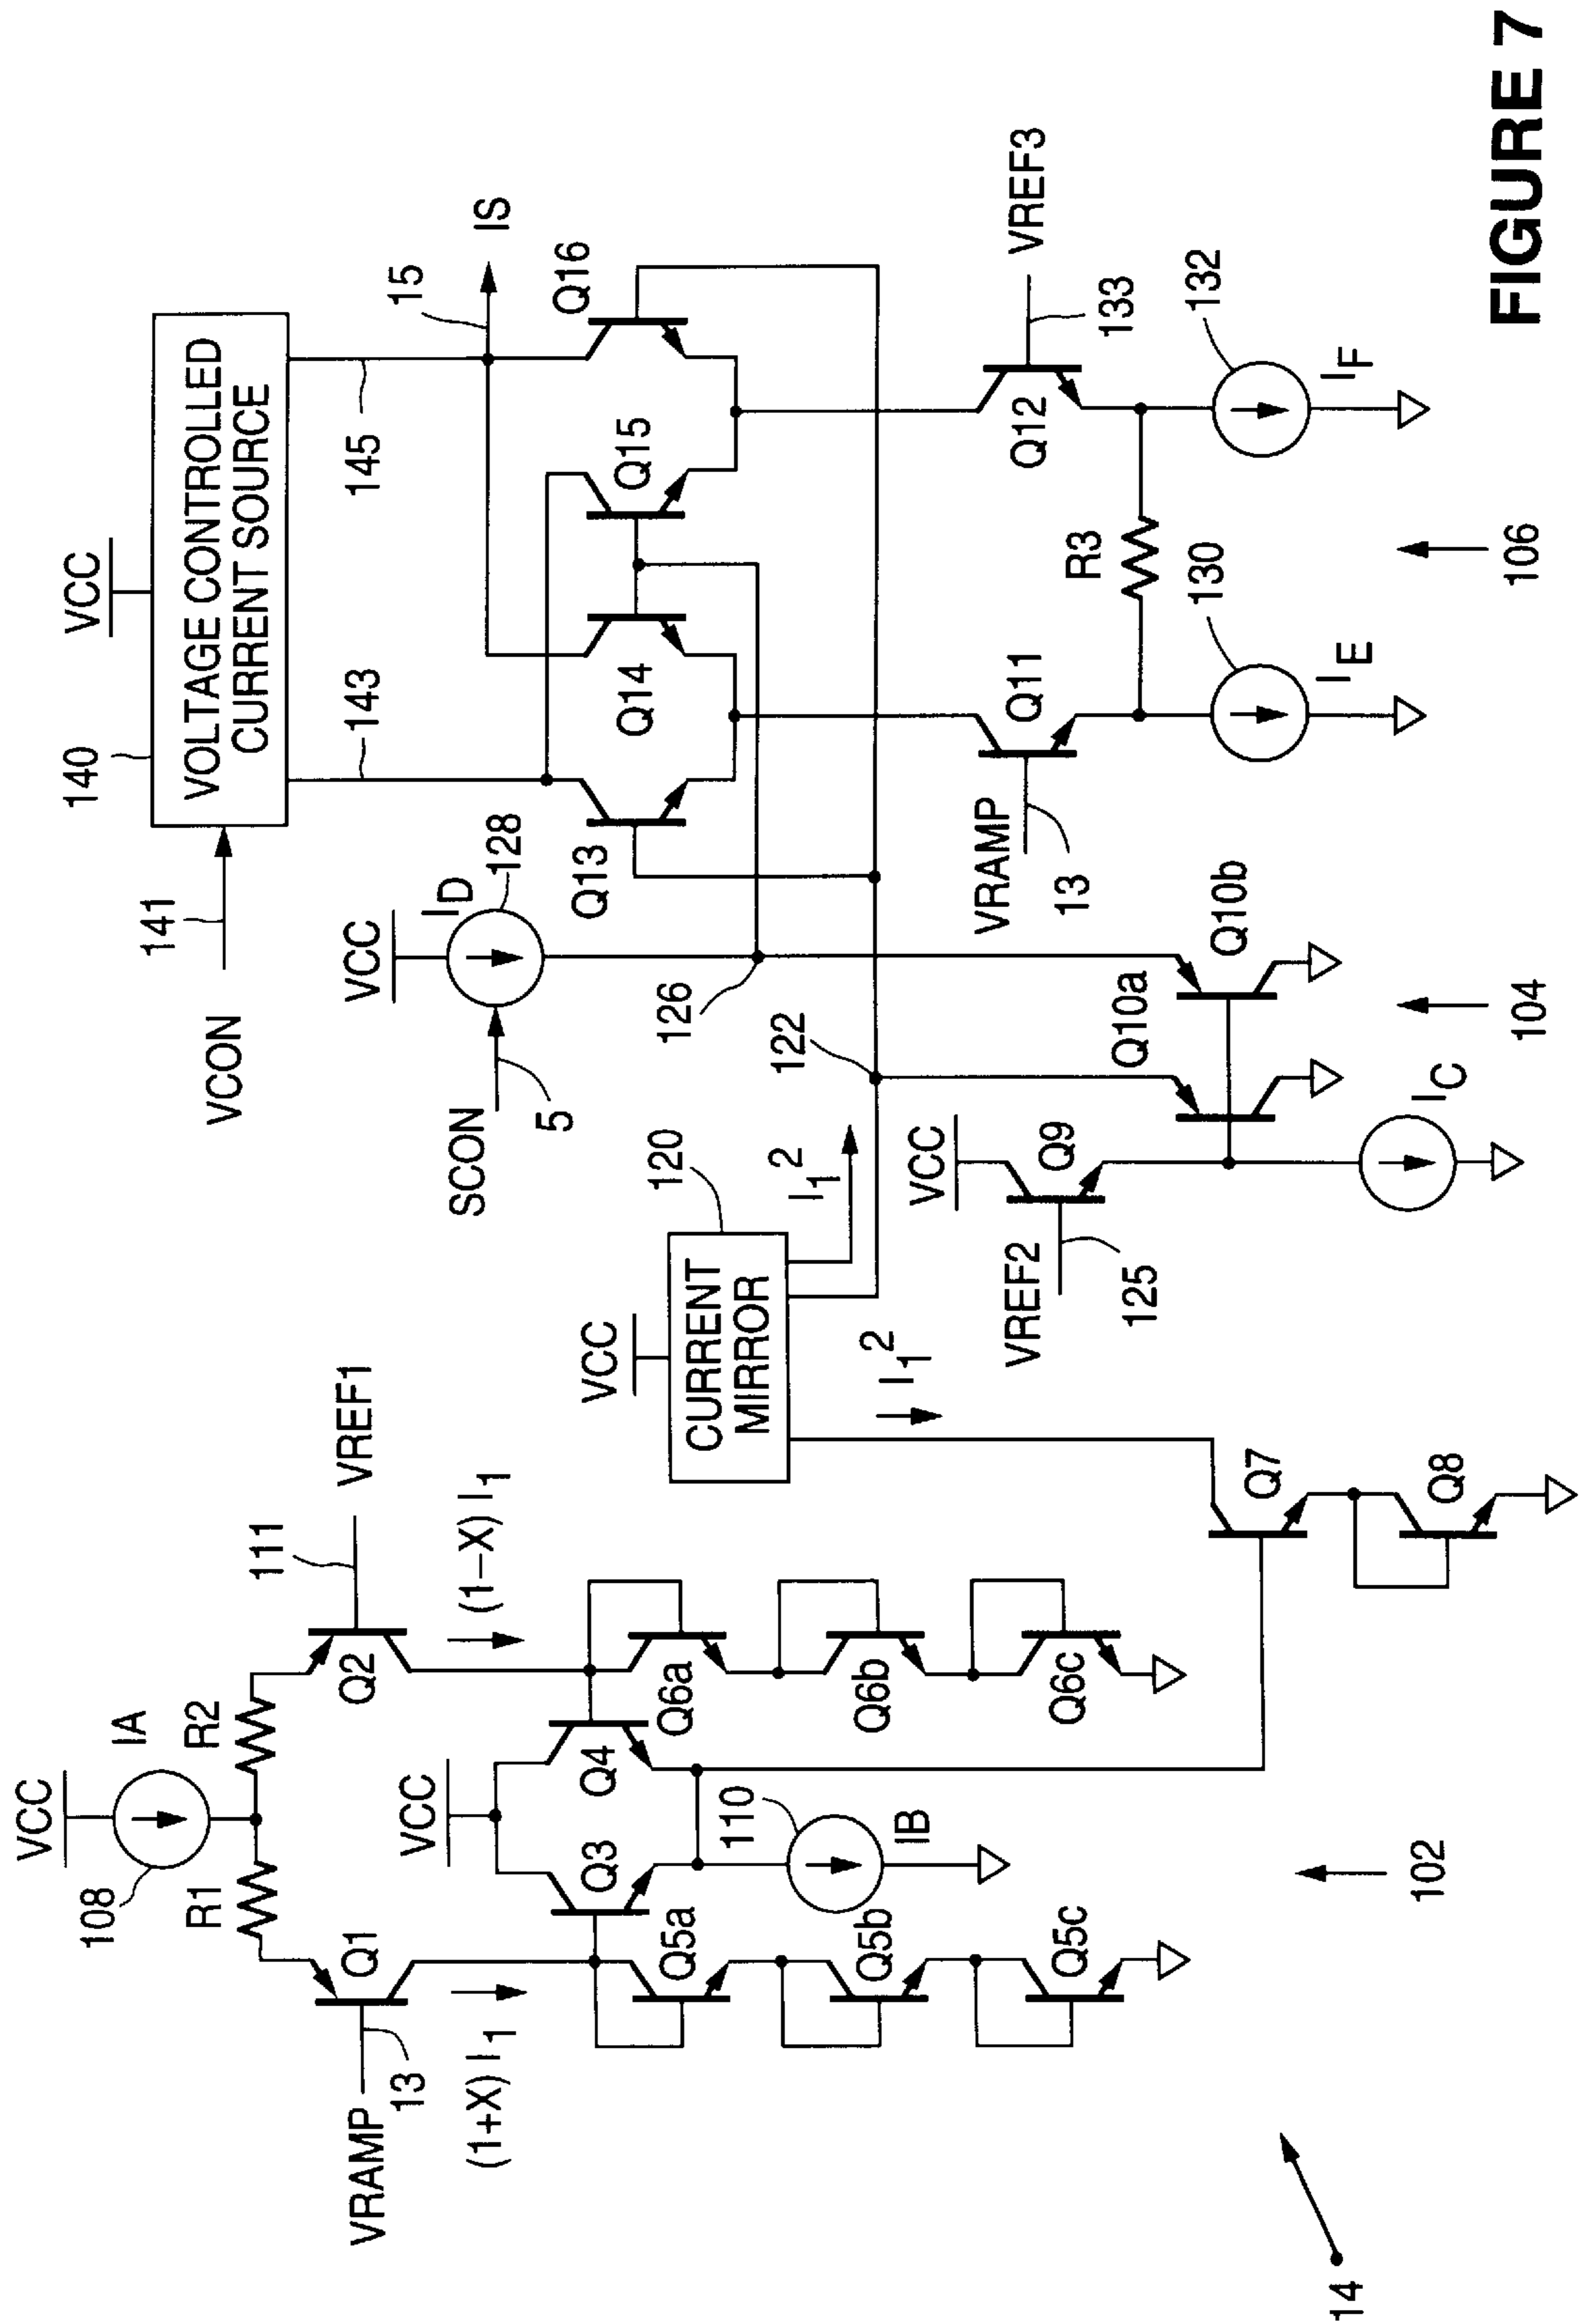 VCC
IA
108
R1
R2
VRAMP
13
Q1
Q2
111
VREF1
(1+X) I1
(1−X) I1
VCC
Q3
Q4
Q5a
Q5b
Q5c
Q6a
Q6b
Q6c
110
IB
102
Q7
Q8
VCC
CURRENT
MIRROR
120
I1²
I1²
VCC
VREF2
125
Q9
IC
122
Q10a
Q10b
104
SCON
5
VCC
ID
128
126
VCON
141
140
VCC
VOLTAGE CONTROLLED
CURRENT SOURCE
143
145
15
IS
Q13
Q14
Q15
Q16
VRAMP
13
Q11
Q12
VREF3
133
R3
130
132
IE
IF
106
14
FIGURE 7